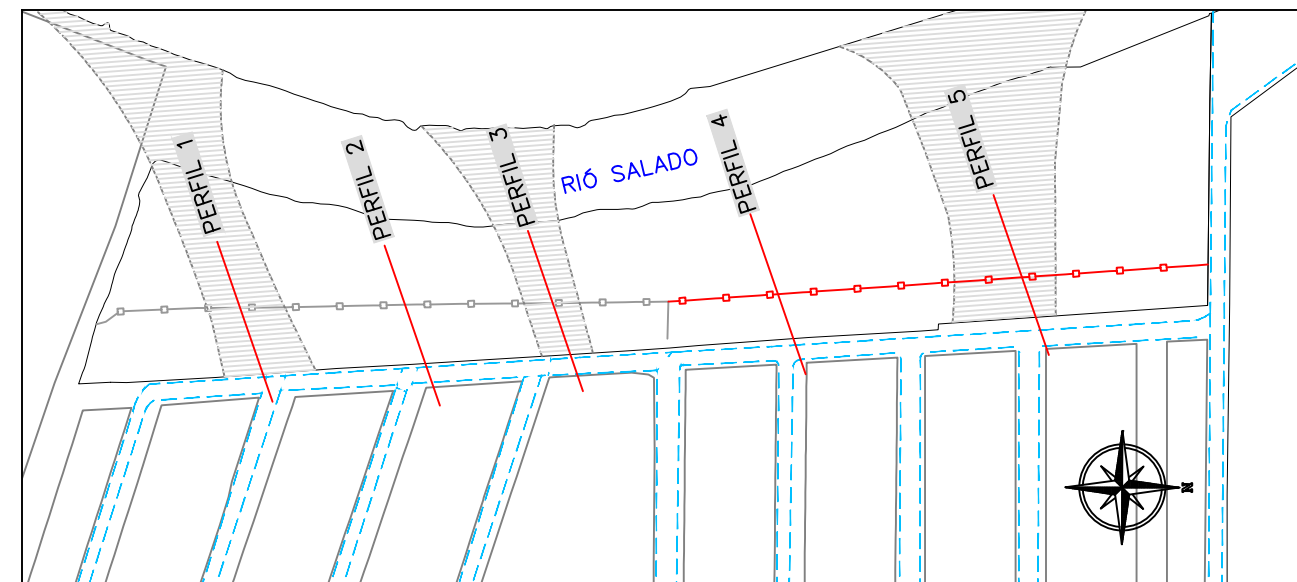 PERFIL 1
PERFIL 2
PERFIL 3
RIÓ SALADO
PERFIL 4
PERFIL 5
N